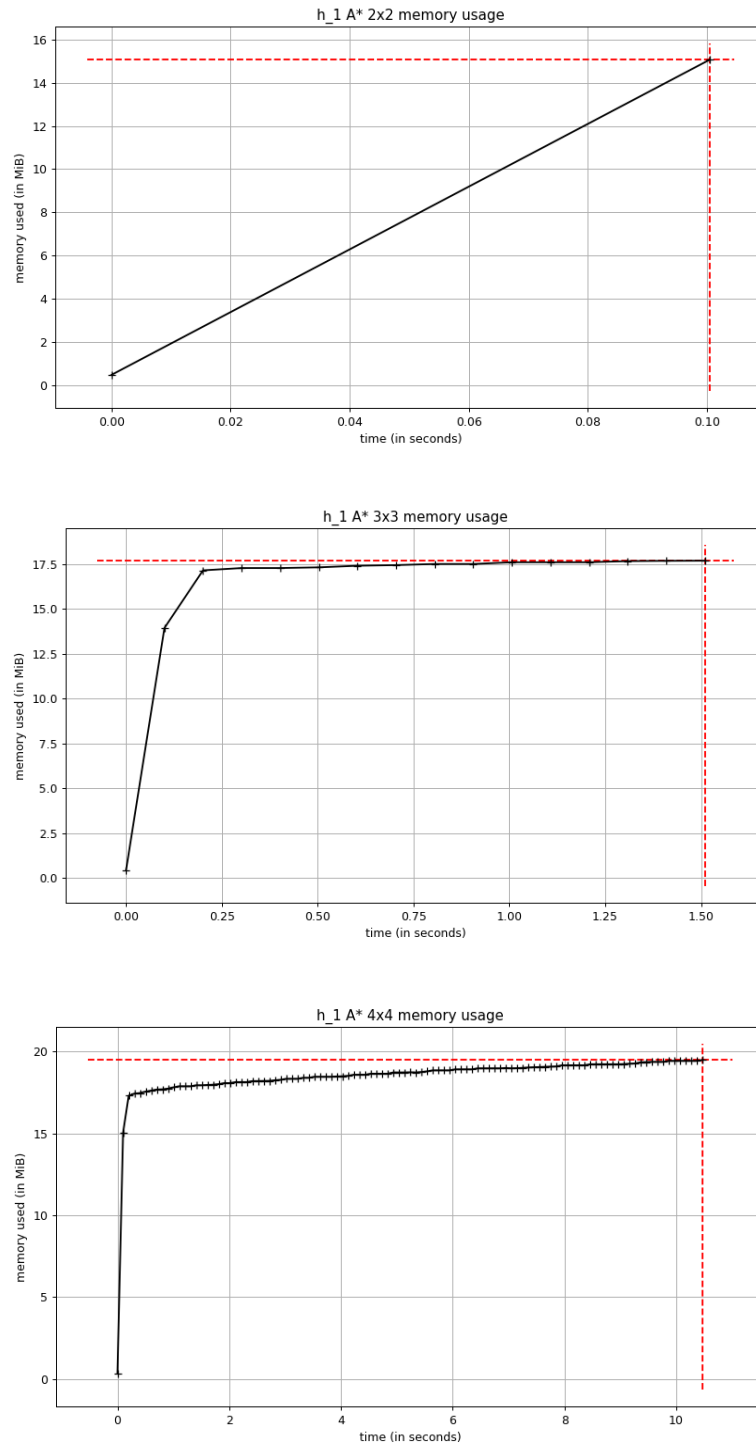 h_1 A* 2x2 memory usage
16
14
12
10
8
6
4
2
0
memory used (in MiB)
0.00 0.02 0.04 0.06 0.08 0.10
time (in seconds)
h_1 A* 3x3 memory usage
17.5
15.0
12.5
10.0
7.5
5.0
2.5
0.0
memory used (in MiB)
0.00 0.25 0.50 0.75 1.00 1.25 1.50
time (in seconds)
h_1 A* 4x4 memory usage
20
15
10
5
0
memory used (in MiB)
0 2 4 6 8 10
time (in seconds)